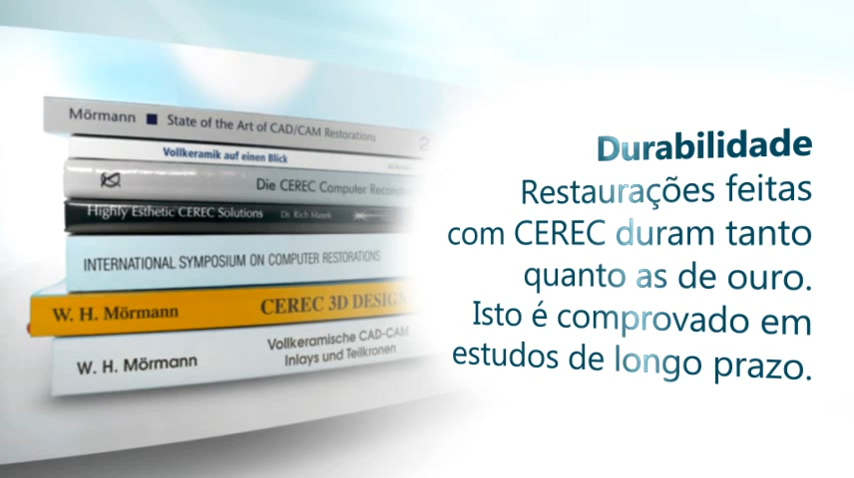 Mörmann State of the Art of CAD/CAM Restorations
Vollkeramik auf einen Blick
Die CEREC Computer
Highly Esthetic CEREC Solutions Dr. Rich Masek
INTERNATIONAL SYMPOSIUM ON COMPUTER RESTORATIONS
W. H. Mörmann CEREC 3D DESIGN
W. H. Mörmann Vollkeramische CAD-CAM
Inlays und Teilkronen
Durabilidade
Restaurações feitas
com CEREC duram tanto
quanto as de ouro.
Isto é comprovado em
estudos de longo prazo.